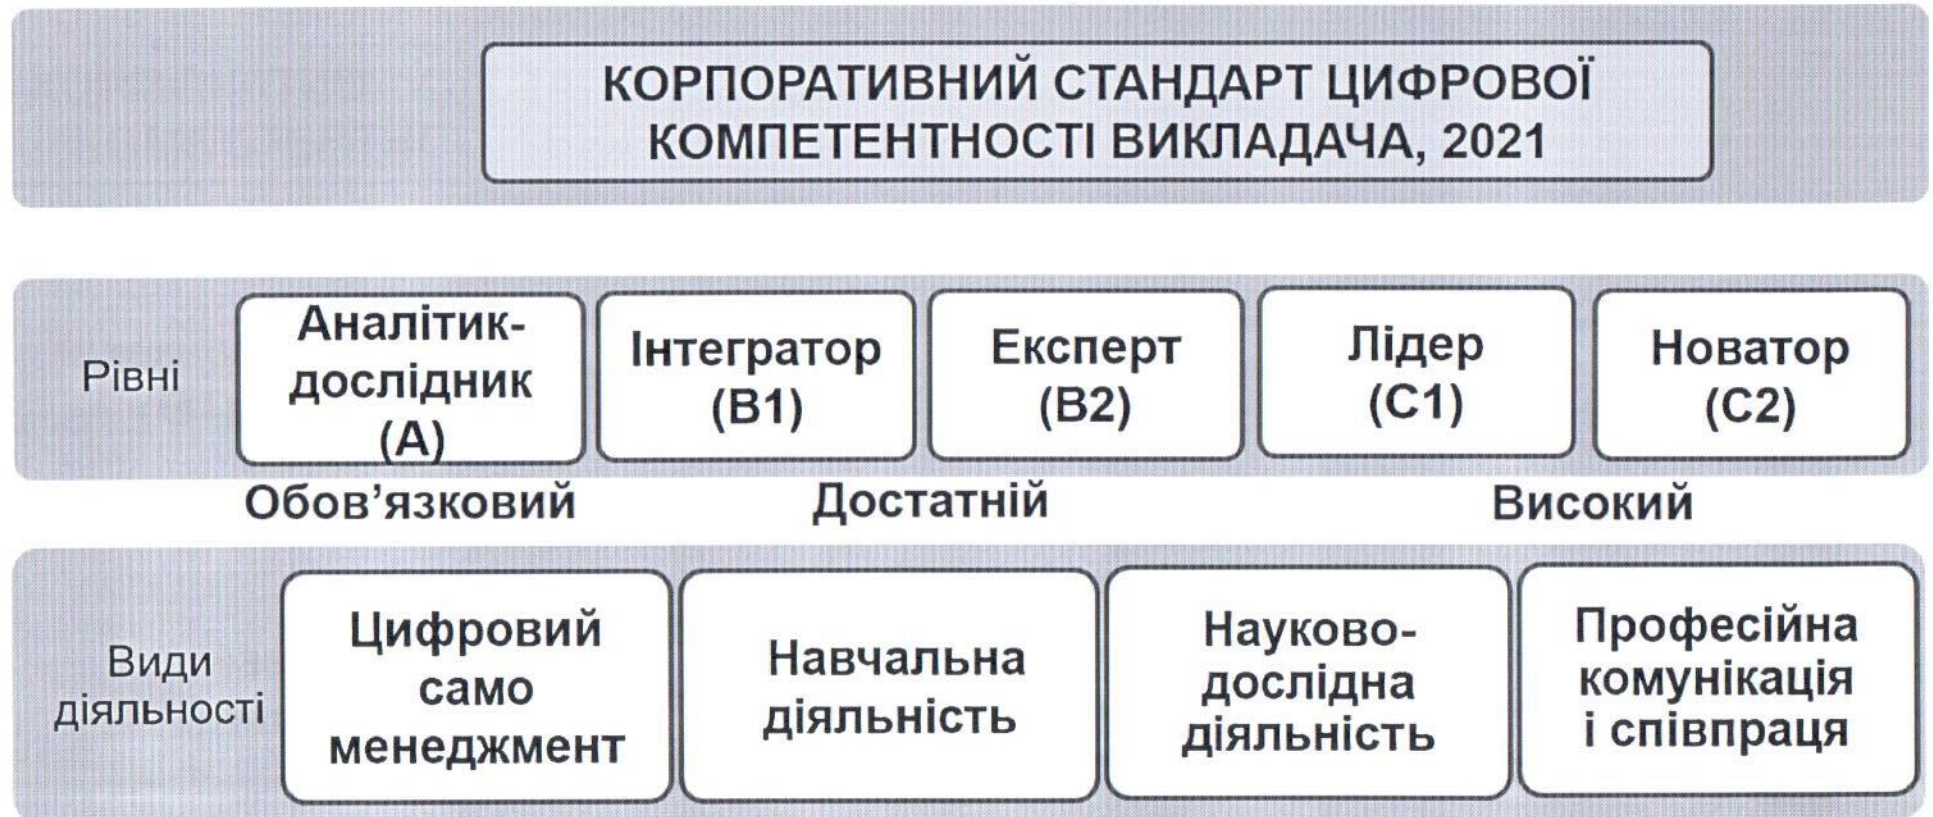 КОРПОРАТИВНИЙ СТАНДАРТ ЦИФРОВОЇ
КОМПЕТЕНТНОСТІ ВИКЛАДАЧА, 2021
Рівні
Аналітик-
дослідник
(А)
Інтегратор
(В1)
Експерт
(В2)
Лідер
(С1)
Новатор
(С2)
Обов’язковий
Достатній
Високий
Види
діяльності
Цифровий
само
менеджмент
Навчальна
діяльність
Науково-
дослідна
діяльність
Професійна
комунікація
і співпраця